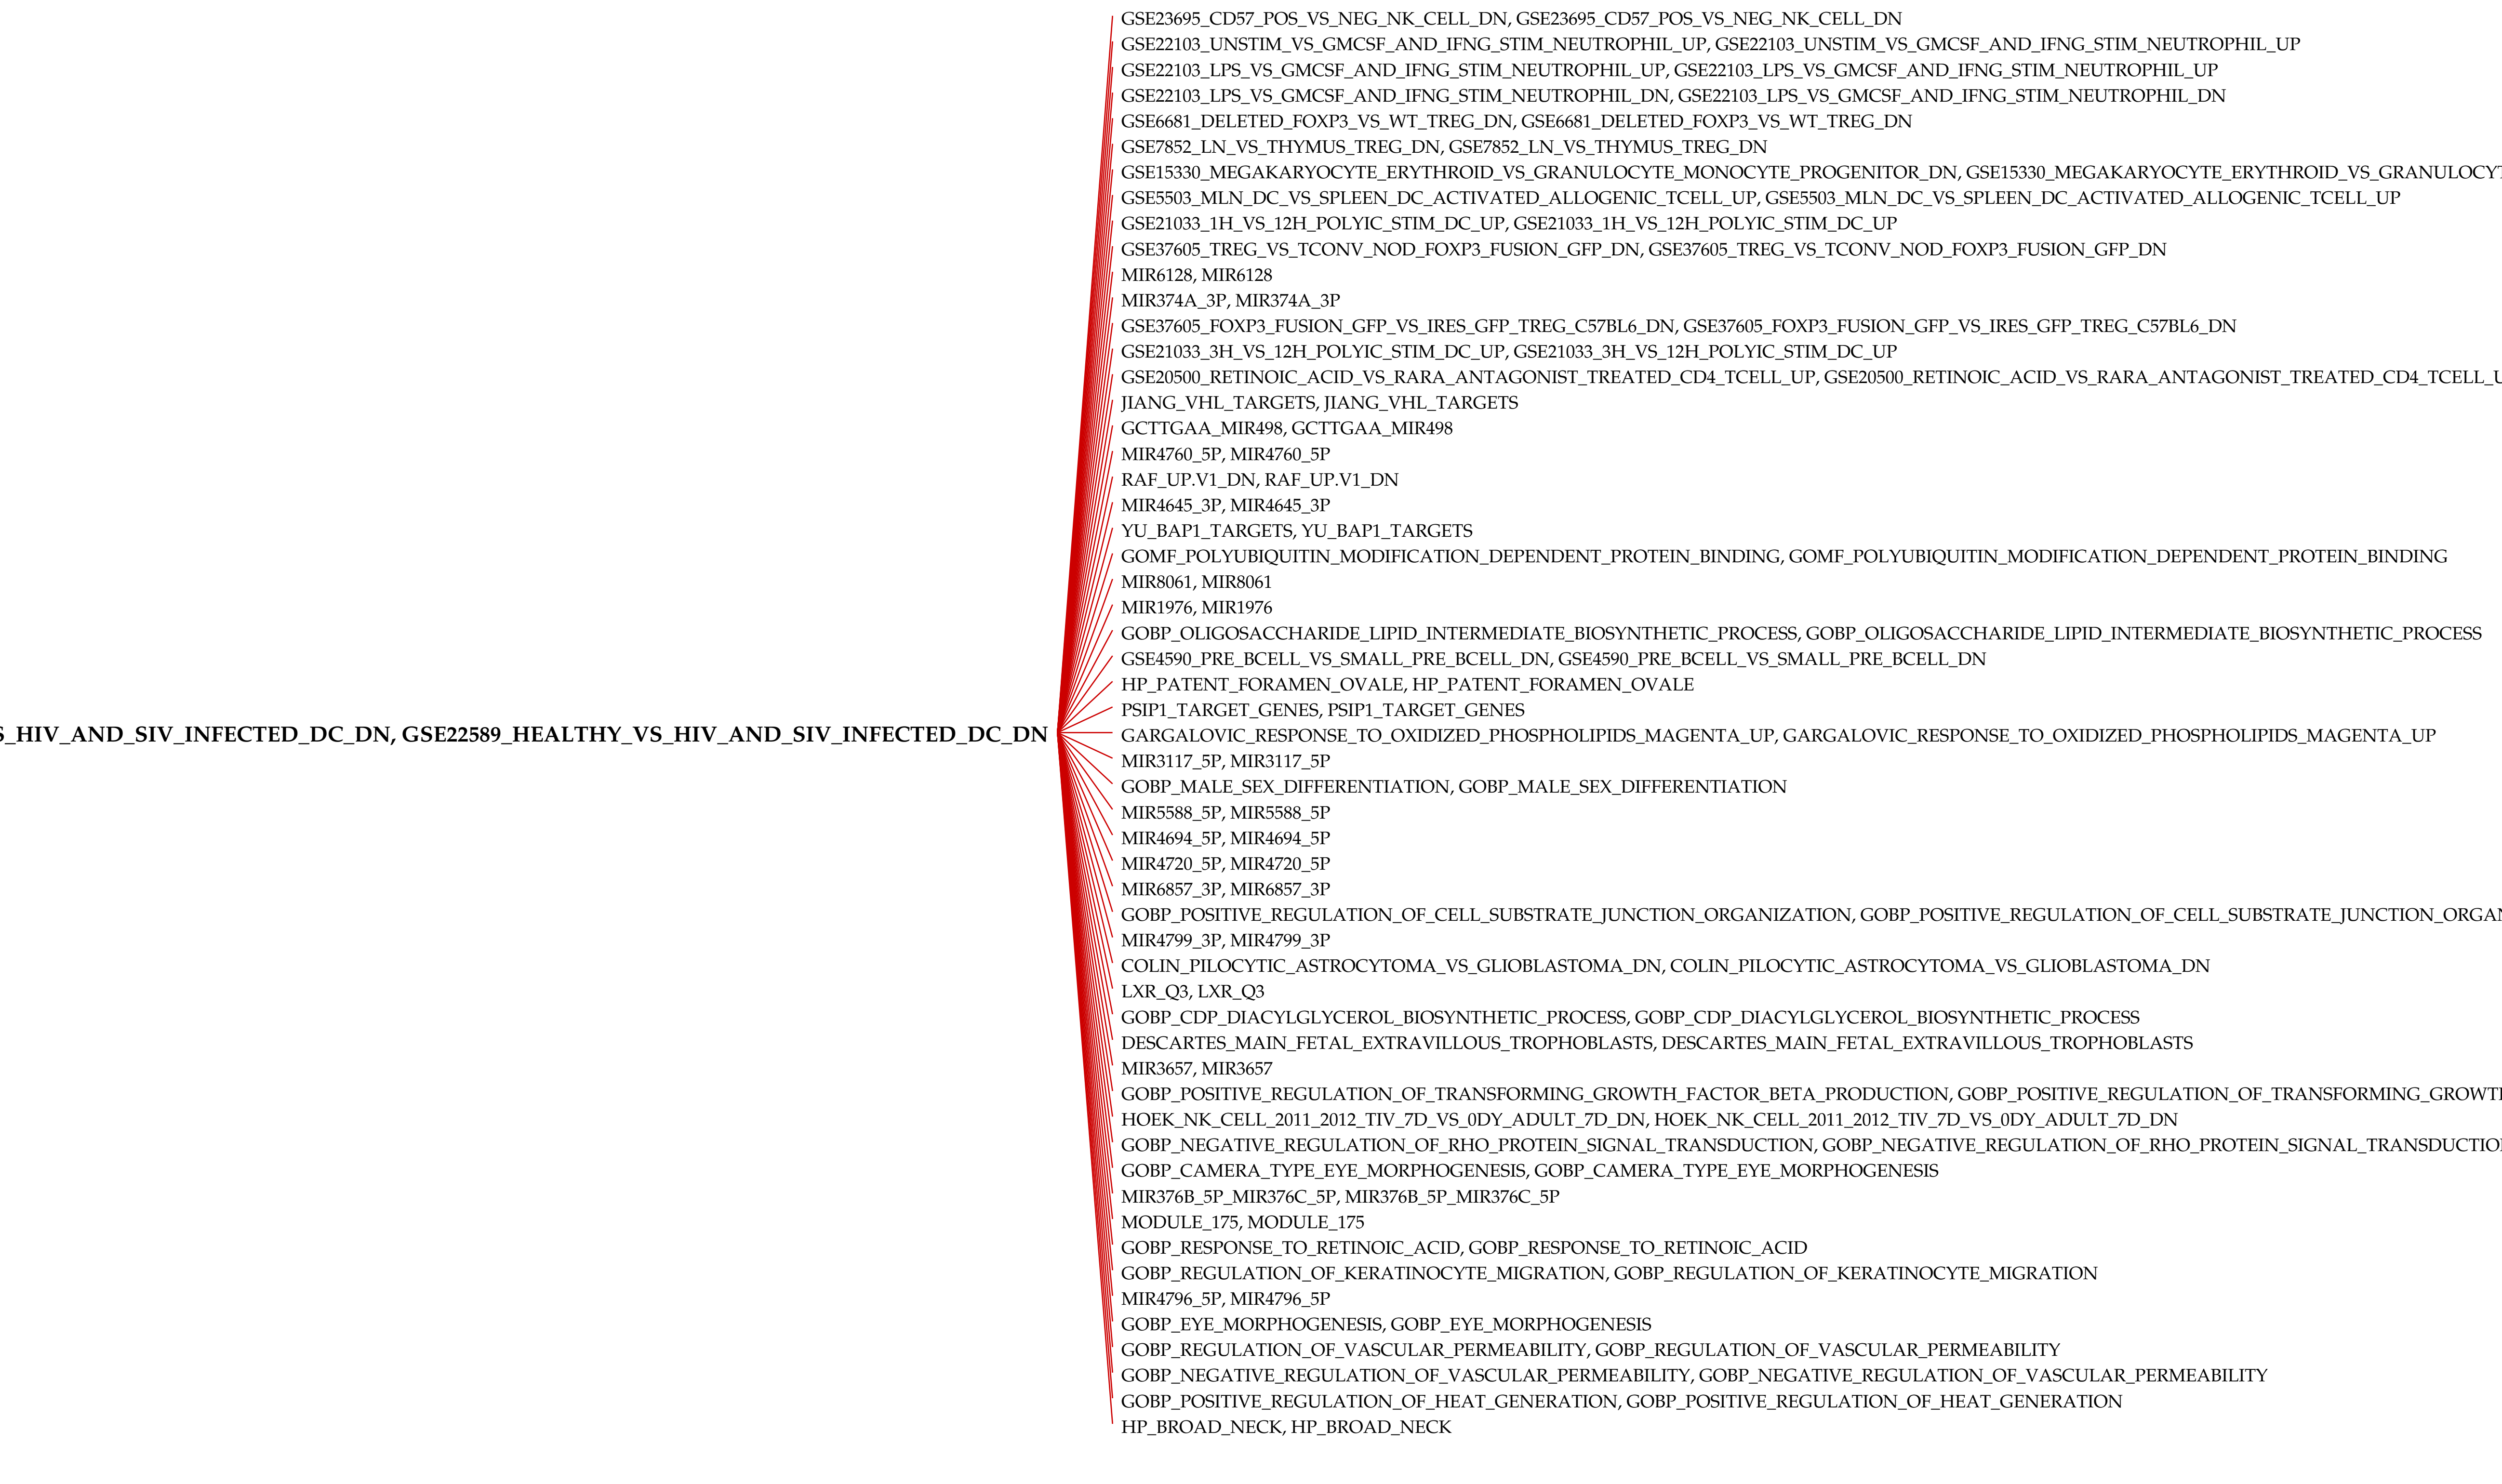 GSE23695_CD57_POS_VS_NEG_NK_CELL_DN, GSE23695_CD57_POS_VS_NEG_NK_CELL_DN
GSE22103_UNSTIM_VS_GMCSF_AND_IFNG_STIM_NEUTROPHIL_UP, GSE22103_UNSTIM_VS_GMCSF_AND_IFNG_STIM_NEUTROPHIL_UP
GSE22103_LPS_VS_GMCSF_AND_IFNG_STIM_NEUTROPHIL_UP, GSE22103_LPS_VS_GMCSF_AND_IFNG_STIM_NEUTROPHIL_UP
GSE22103_LPS_VS_GMCSF_AND_IFNG_STIM_NEUTROPHIL_DN, GSE22103_LPS_VS_GMCSF_AND_IFNG_STIM_NEUTROPHIL_DN
GSE6681_DELETED_FOXP3_VS_WT_TREG_DN, GSE6681_DELETED_FOXP3_VS_WT_TREG_DN
GSE7852_LN_VS_THYMUS_TREG_DN, GSE7852_LN_VS_THYMUS_TREG_DN
GSE15330_MEGAKARYOCYTE_ERYTHROID_VS_GRANULOCYTE_MONOCYTE_PROGENITOR_DN, GSE15330_MEGAKARYOCYTE_ERYTHROID_VS_GRANULOCYT
GSE5503_MLN_DC_VS_SPLEEN_DC_ACTIVATED_ALLOGENIC_TCELL_UP, GSE5503_MLN_DC_VS_SPLEEN_DC_ACTIVATED_ALLOGENIC_TCELL_UP
GSE21033_1H_VS_12H_POLYIC_STIM_DC_UP, GSE21033_1H_VS_12H_POLYIC_STIM_DC_UP
GSE37605_TREG_VS_TCONV_NOD_FOXP3_FUSION_GFP_DN, GSE37605_TREG_VS_TCONV_NOD_FOXP3_FUSION_GFP_DN
MIR6128, MIR6128
MIR374A_3P, MIR374A_3P
GSE37605_FOXP3_FUSION_GFP_VS_IRES_GFP_TREG_C57BL6_DN, GSE37605_FOXP3_FUSION_GFP_VS_IRES_GFP_TREG_C57BL6_DN
GSE21033_3H_VS_12H_POLYIC_STIM_DC_UP, GSE21033_3H_VS_12H_POLYIC_STIM_DC_UP
GSE20500_RETINOIC_ACID_VS_RARA_ANTAGONIST_TREATED_CD4_TCELL_UP, GSE20500_RETINOIC_ACID_VS_RARA_ANTAGONIST_TREATED_CD4_TCELL_U
JIANG_VHL_TARGETS, JIANG_VHL_TARGETS
GCTTGAA_MIR498, GCTTGAA_MIR498
MIR4760_5P, MIR4760_5P
RAF_UP.V1_DN, RAF_UP.V1_DN
MIR4645_3P, MIR4645_3P
YU_BAP1_TARGETS, YU_BAP1_TARGETS
GOMF_POLYUBIQUITIN_MODIFICATION_DEPENDENT_PROTEIN_BINDING, GOMF_POLYUBIQUITIN_MODIFICATION_DEPENDENT_PROTEIN_BINDING
MIR8061, MIR8061
MIR1976, MIR1976
GOBP_OLIGOSACCHARIDE_LIPID_INTERMEDIATE_BIOSYNTHETIC_PROCESS, GOBP_OLIGOSACCHARIDE_LIPID_INTERMEDIATE_BIOSYNTHETIC_PROCESS
GSE4590_PRE_BCELL_VS_SMALL_PRE_BCELL_DN, GSE4590_PRE_BCELL_VS_SMALL_PRE_BCELL_DN
HP_PATENT_FORAMEN_OVALE, HP_PATENT_FORAMEN_OVALE
PSIP1_TARGET_GENES, PSIP1_TARGET_GENES
S_HIV_AND_SIV_INFECTED_DC_DN, GSE22589_HEALTHY_VS_HIV_AND_SIV_INFECTED_DC_DN
GARGALOVIC_RESPONSE_TO_OXIDIZED_PHOSPHOLIPIDS_MAGENTA_UP, GARGALOVIC_RESPONSE_TO_OXIDIZED_PHOSPHOLIPIDS_MAGENTA_UP
MIR3117_5P, MIR3117_5P
GOBP_MALE_SEX_DIFFERENTIATION, GOBP_MALE_SEX_DIFFERENTIATION
MIR5588_5P, MIR5588_5P
MIR4694_5P, MIR4694_5P
MIR4720_5P, MIR4720_5P
MIR6857_3P, MIR6857_3P
GOBP_POSITIVE_REGULATION_OF_CELL_SUBSTRATE_JUNCTION_ORGANIZATION, GOBP_POSITIVE_REGULATION_OF_CELL_SUBSTRATE_JUNCTION_ORGAN
MIR4799_3P, MIR4799_3P
COLIN_PILOCYTIC_ASTROCYTOMA_VS_GLIOBLASTOMA_DN, COLIN_PILOCYTIC_ASTROCYTOMA_VS_GLIOBLASTOMA_DN
LXR_Q3, LXR_Q3
GOBP_CDP_DIACYLGLYCEROL_BIOSYNTHETIC_PROCESS, GOBP_CDP_DIACYLGLYCEROL_BIOSYNTHETIC_PROCESS
DESCARTES_MAIN_FETAL_EXTRAVILLOUS_TROPHOBLASTS, DESCARTES_MAIN_FETAL_EXTRAVILLOUS_TROPHOBLASTS
MIR3657, MIR3657
GOBP_POSITIVE_REGULATION_OF_TRANSFORMING_GROWTH_FACTOR_BETA_PRODUCTION, GOBP_POSITIVE_REGULATION_OF_TRANSFORMING_GROWTH
HOEK_NK_CELL_2011_2012_TIV_7D_VS_0DY_ADULT_7D_DN, HOEK_NK_CELL_2011_2012_TIV_7D_VS_0DY_ADULT_7D_DN
GOBP_NEGATIVE_REGULATION_OF_RHO_PROTEIN_SIGNAL_TRANSDUCTION, GOBP_NEGATIVE_REGULATION_OF_RHO_PROTEIN_SIGNAL_TRANSDUCTION
GOBP_CAMERA_TYPE_EYE_MORPHOGENESIS, GOBP_CAMERA_TYPE_EYE_MORPHOGENESIS
MIR376B_5P_MIR376C_5P, MIR376B_5P_MIR376C_5P
MODULE_175, MODULE_175
GOBP_RESPONSE_TO_RETINOIC_ACID, GOBP_RESPONSE_TO_RETINOIC_ACID
GOBP_REGULATION_OF_KERATINOCYTE_MIGRATION, GOBP_REGULATION_OF_KERATINOCYTE_MIGRATION
MIR4796_5P, MIR4796_5P
GOBP_EYE_MORPHOGENESIS, GOBP_EYE_MORPHOGENESIS
GOBP_REGULATION_OF_VASCULAR_PERMEABILITY, GOBP_REGULATION_OF_VASCULAR_PERMEABILITY
GOBP_NEGATIVE_REGULATION_OF_VASCULAR_PERMEABILITY, GOBP_NEGATIVE_REGULATION_OF_VASCULAR_PERMEABILITY
GOBP_POSITIVE_REGULATION_OF_HEAT_GENERATION, GOBP_POSITIVE_REGULATION_OF_HEAT_GENERATION
HP_BROAD_NECK, HP_BROAD_NECK